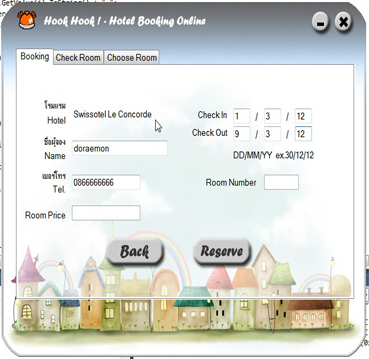 Hook Hook ! - Hotel Booking Online
Booking Check Room Choose Room
โรงแรม
Hotel Swissotel Le Concorde
Check In 1 / 3 / 12
Check Out 9 / 3 / 12
ชื่อผู้จอง
Name doraemon
DD/MM/YY ex.30/12/12
เบอร์โทร
Tel. 0866666666
Room Number
Room Price
Back Reserve